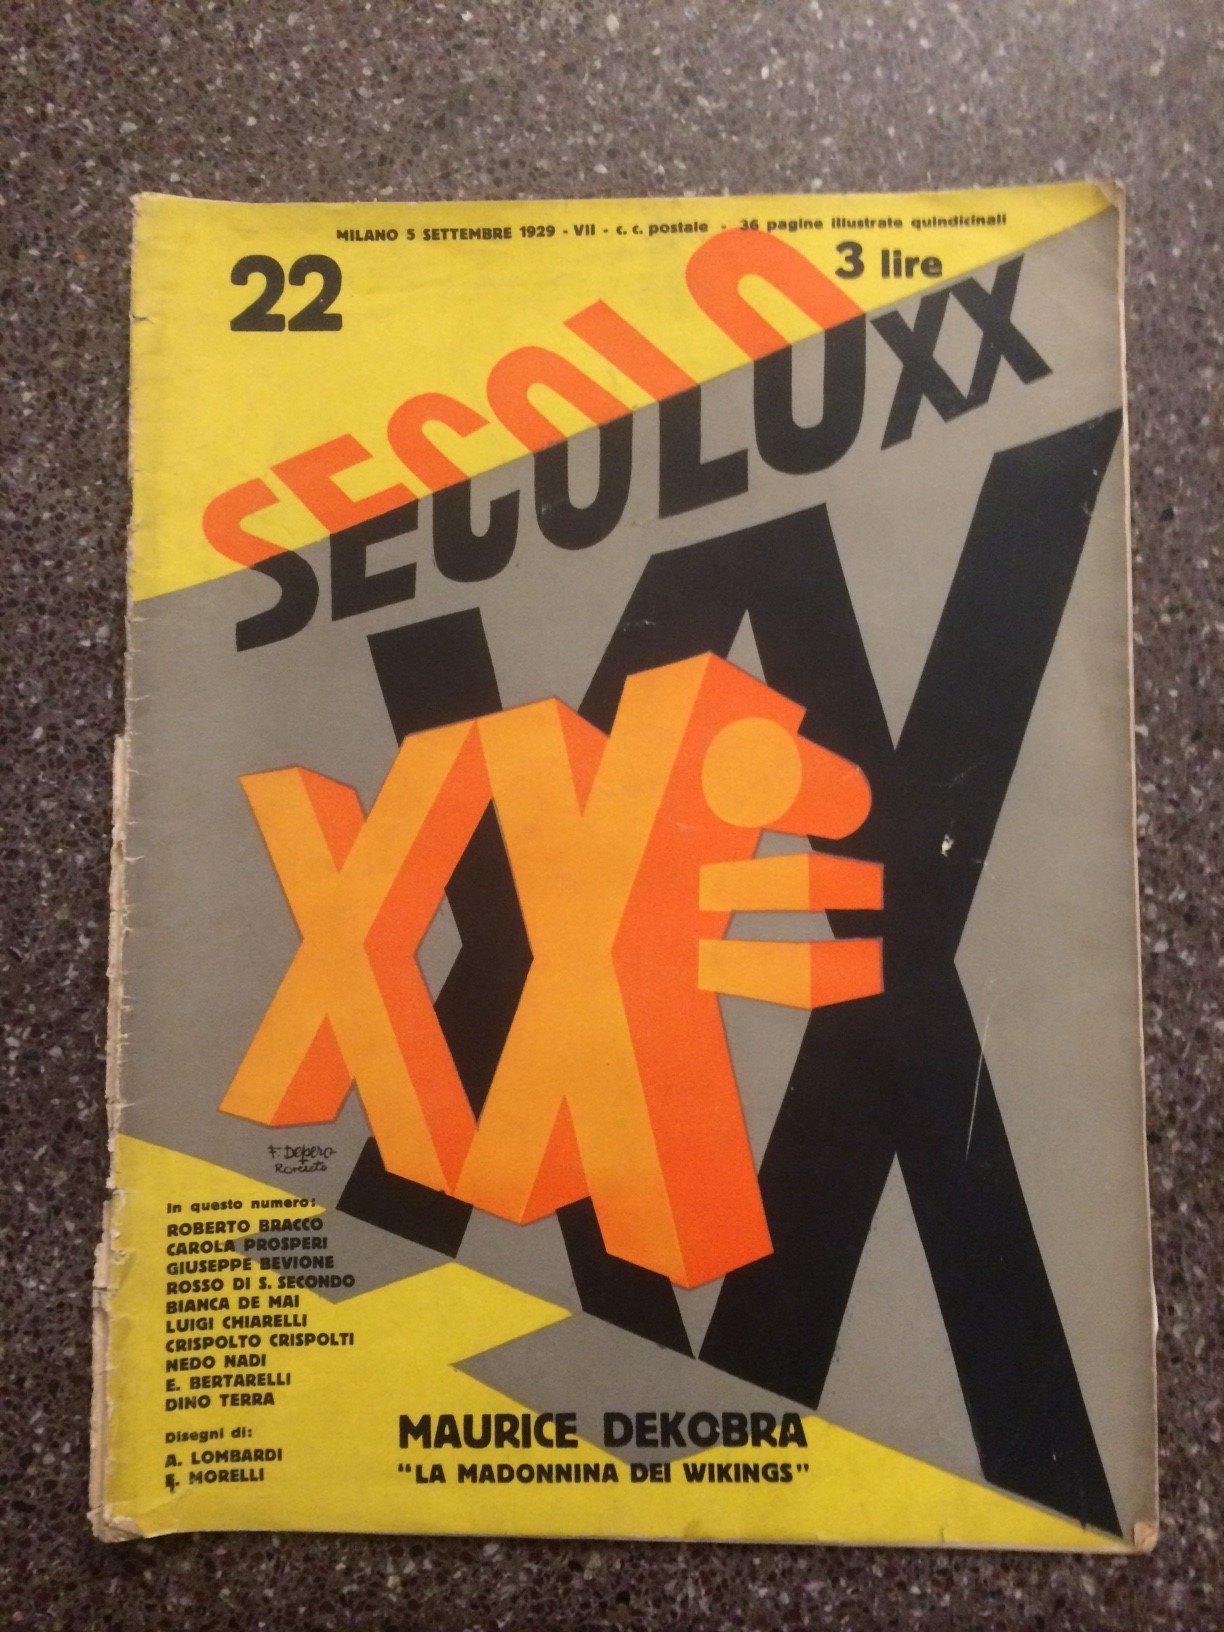 MILANO 5 SETTEMBRE 1929 - VII - c. c. postale - 36 pagine illustrate quindicinali
22
3 lire
SECOLO XX
XX
F. Depero
Rovereto
In questo numero:
ROBERTO BRACCO
CAROLA PROSPERI
GIUSEPPE BEVIONE
ROSSO DI S. SECONDO
BIANCA DE MAI
LUIGI CHIARELLI
CRISPOLTO CRISPOLTI
NEDO NADI
E. BERTARELLI
DINO TERRA
Disegni di:
A. LOMBARDI
E. MORELLI
MAURICE DEKOBRA
"LA MADONNINA DEI WIKINGS"